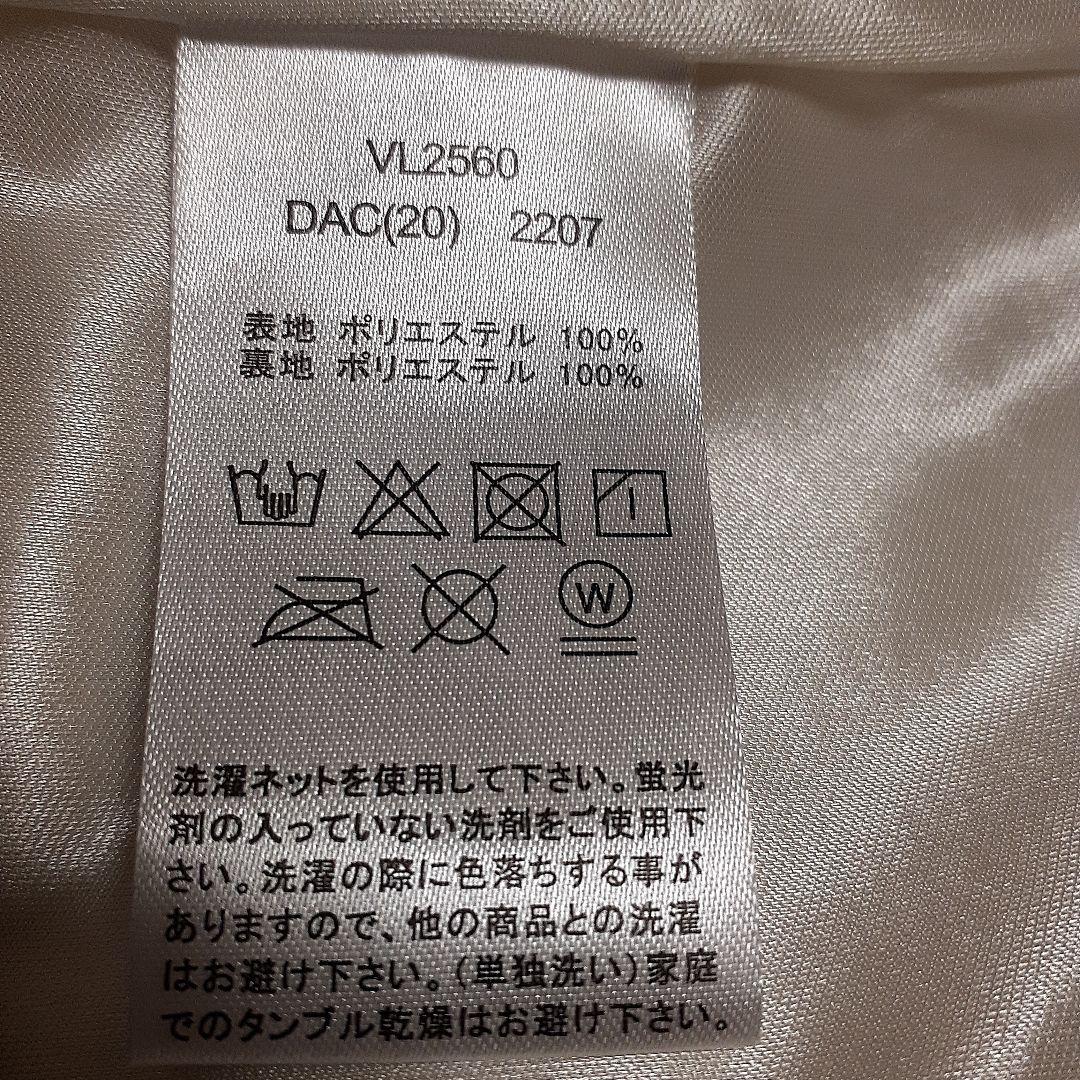 VL2560
DAC(20) 2207
表地 ポリエステル 100%
裏地 ポリエステル 100%
W
洗濯ネットを使用して下さい。蛍光
剤の入っていない洗剤をご使用下
さい。洗濯の際に色落ちする事が
ありますので、他の商品との洗濯
はお避け下さい。(単独洗い)家庭
でのタンブル乾燥はお避け下さい。